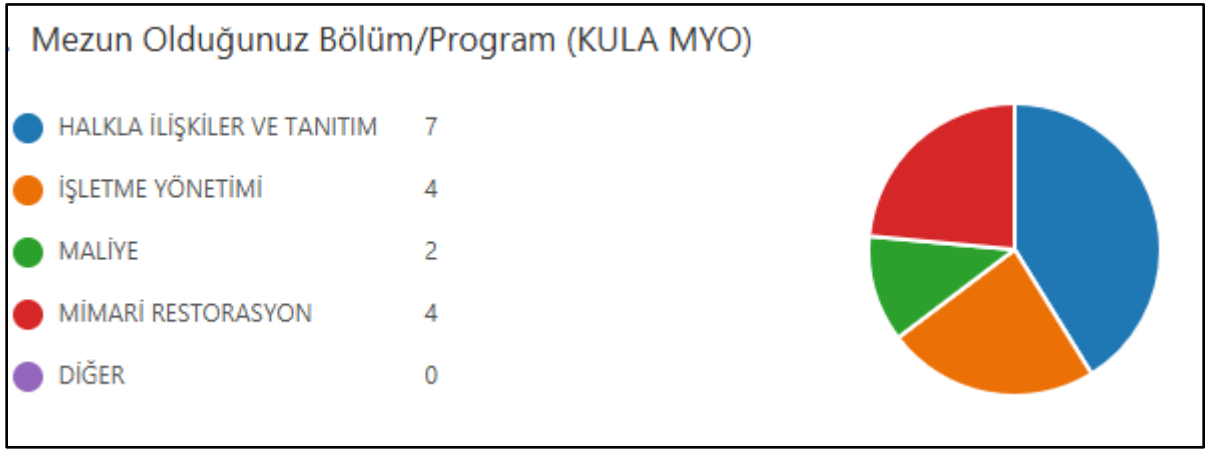 Mezun Olduğunuz Bölüm/Program (KULA MYO)
HALKLA İLİŞKİLER VE TANITIM 7
İŞLETME YÖNETİMİ 4
MALİYE 2
MİMARİ RESTORASYON 4
DİĞER 0